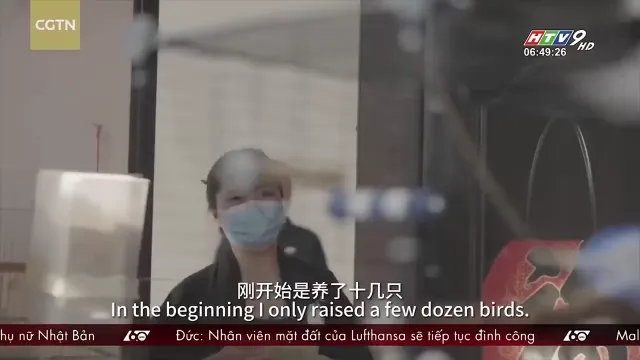 CGTN
HTV9 HD
06:49:26
刚开始是养了十几只
In the beginning I only raised a few dozen birds.
hụ nữ Nhật Bản 60 Đức: Nhân viên mặt đất của Lufthansa sẽ tiếp tục đình công 60 Mal